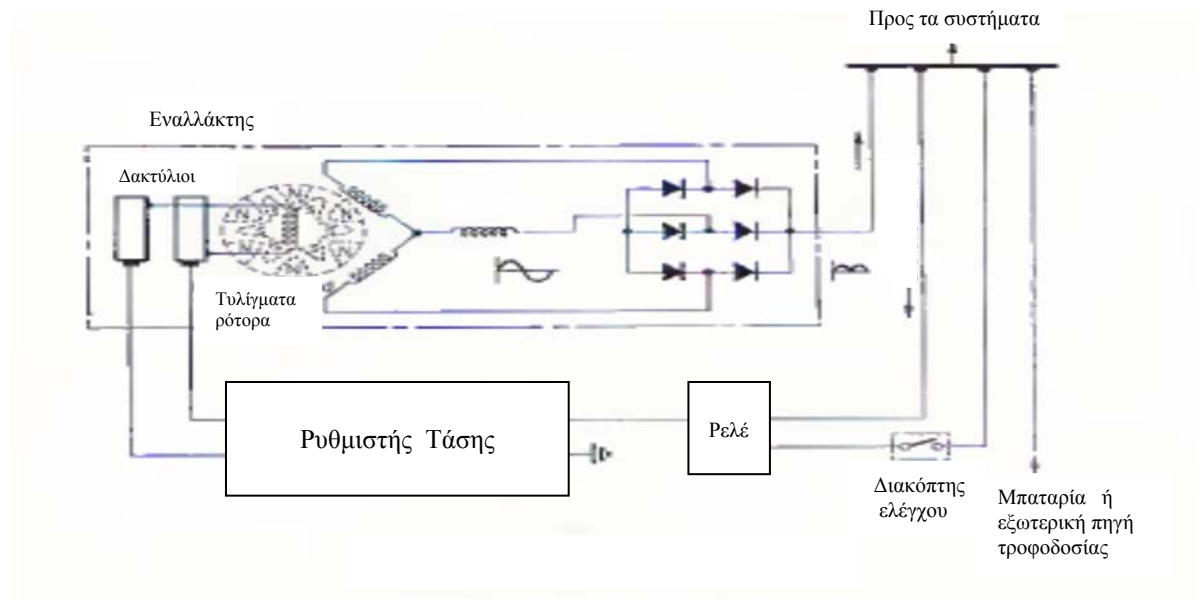 Προς τα συστήματα
Εναλλάκτης
Δακτύλιοι
Τυλίγματα
ρότορα
Ρυθμιστής Τάσης
Ρελέ
Διακόπτης
ελέγχου
Μπαταρία ή
εξωτερική πηγή
τροφοδοσίας